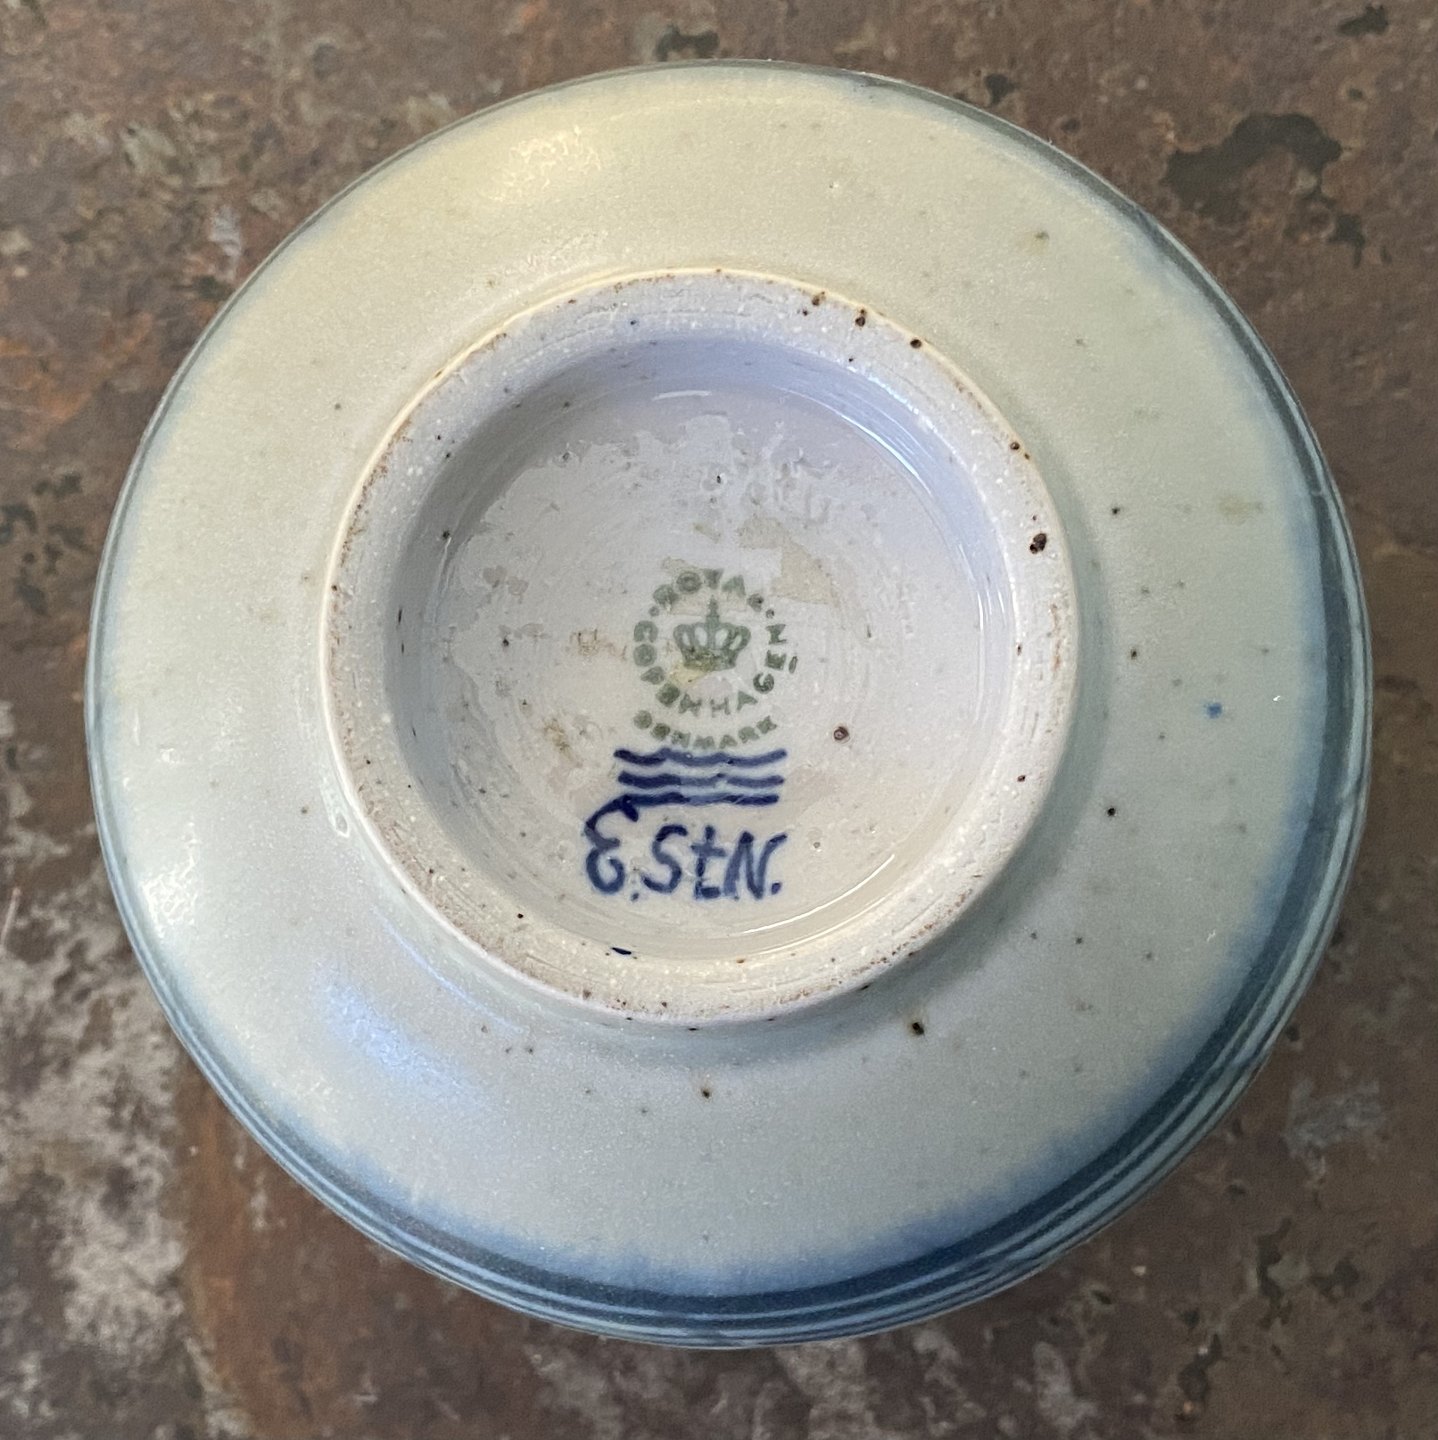 ROYAL
COPENHAGEN
DENMARK
E.StN.